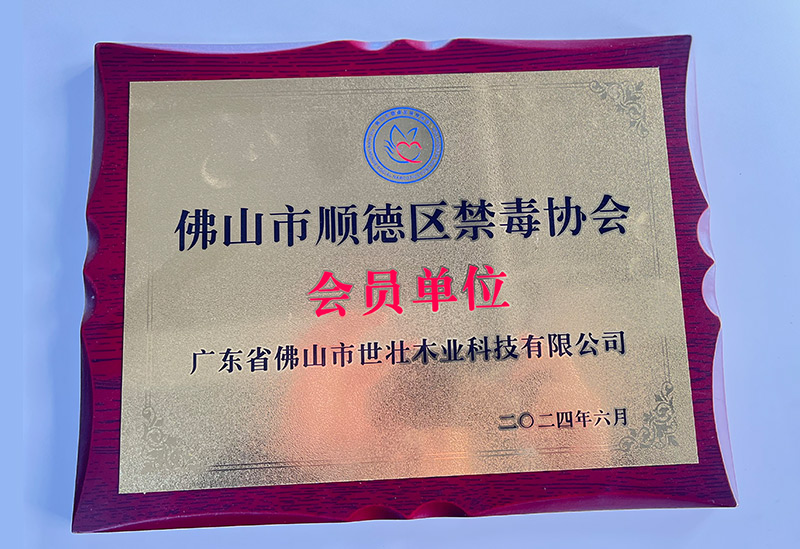 佛山市顺德区禁毒协会
会员单位
广东省佛山市世壮木业科技有限公司
二〇二四年六月